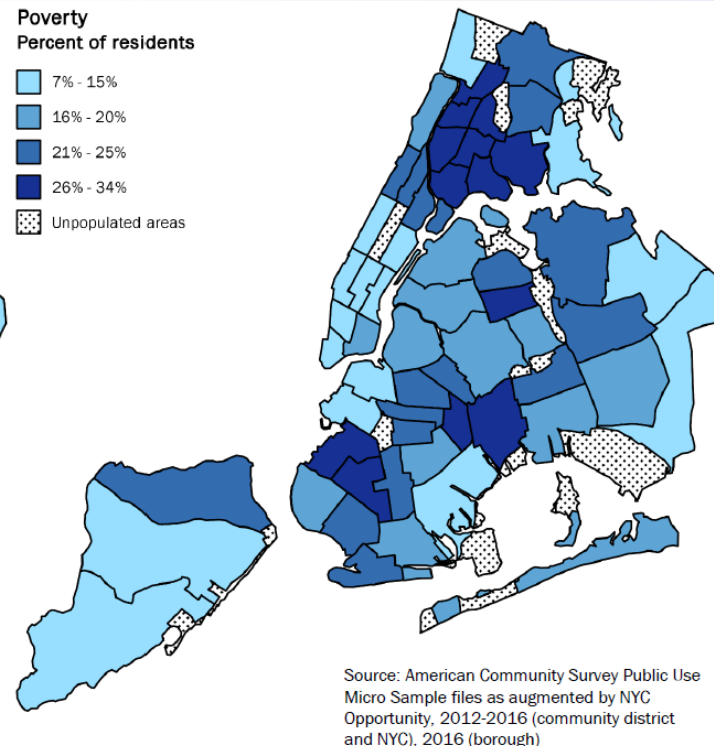 Poverty
Percent of residents
7% - 15%
16% - 20%
21% - 25%
26% - 34%
Unpopulated areas
Source: American Community Survey Public Use
Micro Sample files as augmented by NYC
Opportunity, 2012-2016 (community district
and NYC), 2016 (borough)